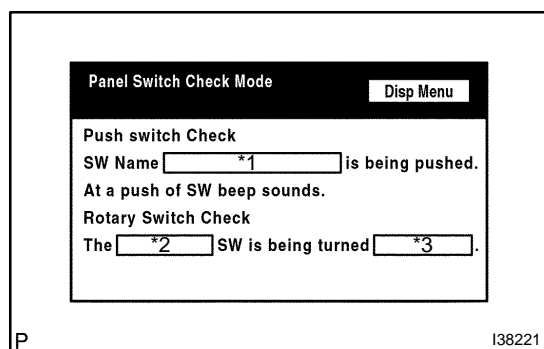 Panel Switch Check Mode
Disp Menu
Push switch Check
SW Name *1 is being pushed.
At a push of SW beep sounds.
Rotary Switch Check
The *2 SW is being turned *3 .
P
I38221